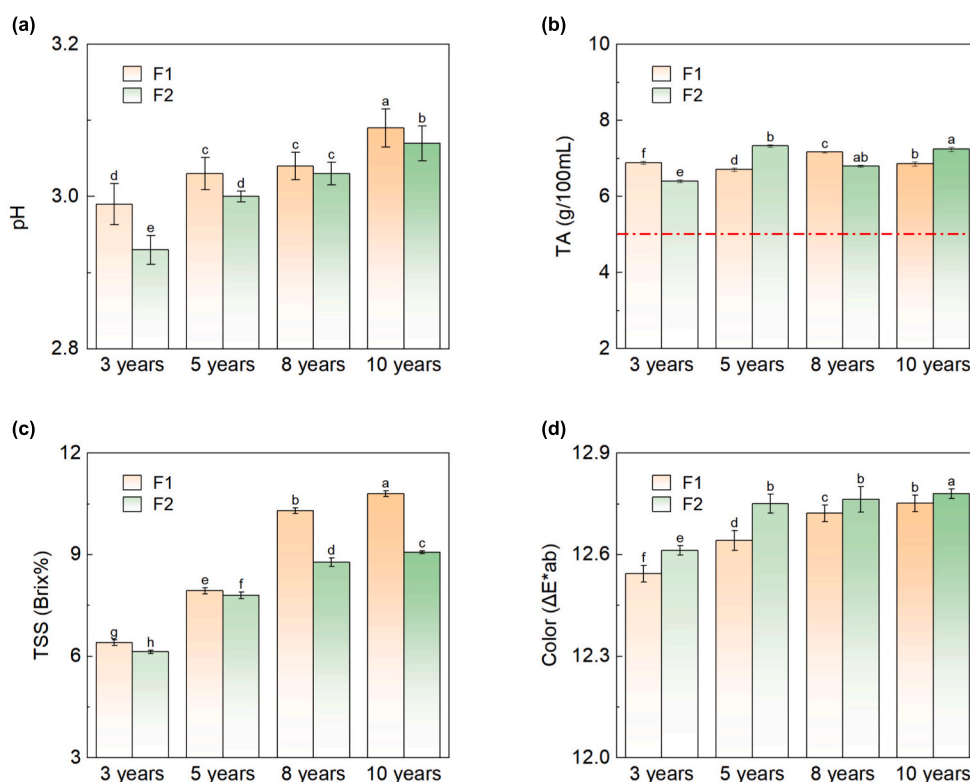 (a)
3.2
3.0
2.8
pH
F1
F2
d
e
c
d
c
c
a
b
3 years
5 years
8 years
10 years
(b)
10
8
6
4
2
TA (g/100mL)
F1
F2
f
e
d
b
c
ab
b
a
3 years
5 years
8 years
10 years
(c)
12
9
6
3
TSS (Brix%)
F1
F2
g
h
e
f
b
d
a
c
3 years
5 years
8 years
10 years
(d)
12.9
12.6
12.3
12.0
Color (ΔE*ab)
F1
F2
f
e
d
b
c
b
b
a
3 years
5 years
8 years
10 years